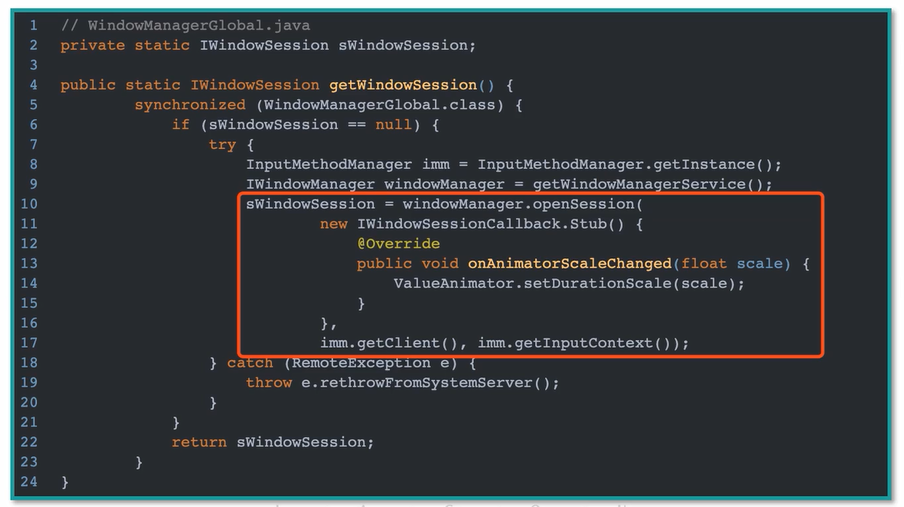 1 // WindowManagerGlobal.java
2 private static IWindowSession sWindowSession;
3
4 public static IWindowSession getWindowSession() {
5 synchronized (WindowManagerGlobal.class) {
6 if (sWindowSession == null) {
7 try {
8 InputMethodManager imm = InputMethodManager.getInstance();
9 IWindowManager windowManager = getWindowManagerService();
10 sWindowSession = windowManager.openSession(
11 new IWindowSessionCallback.Stub() {
12 @Override
13 public void onAnimatorScaleChanged(float scale) {
14 ValueAnimator.setDurationScale(scale);
15 }
16 },
17 imm.getClient(), imm.getInputContext());
18 } catch (RemoteException e) {
19 throw e.rethrowFromSystemServer();
20 }
21 }
22 return sWindowSession;
23 }
24 }